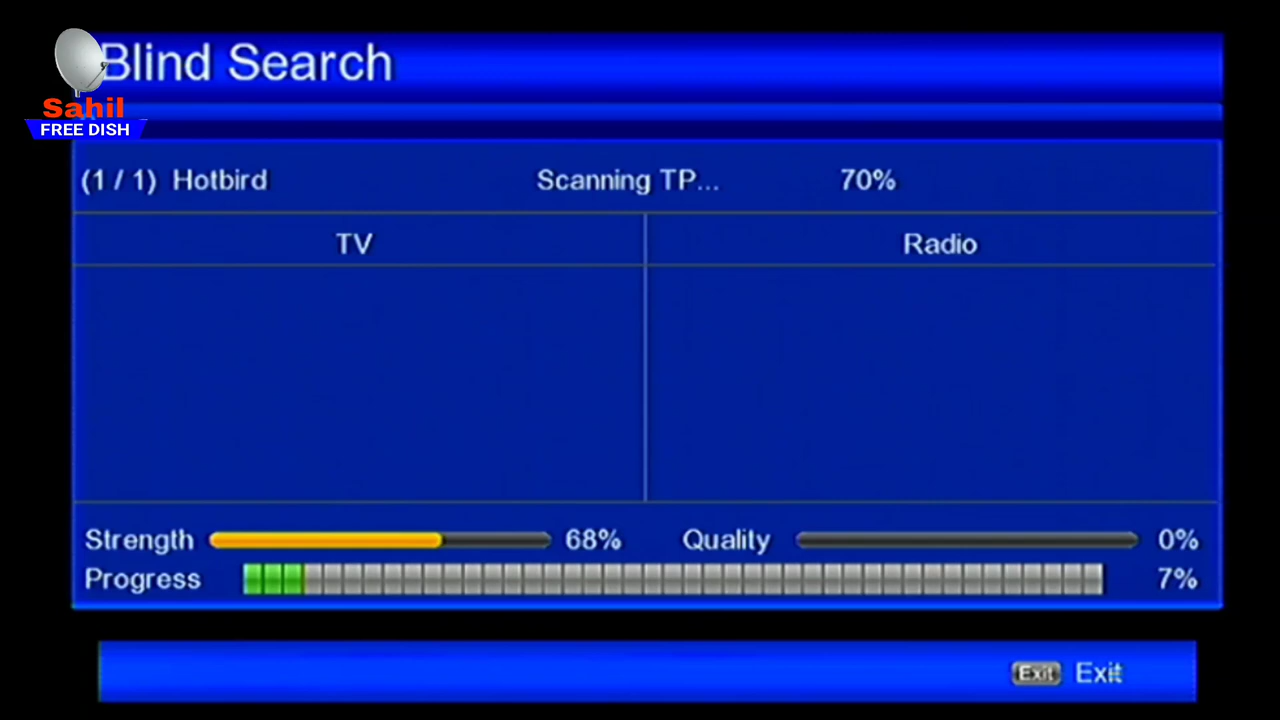 Blind Search
Sahil
FREE DISH
(1 / 1) Hotbird Scanning TP... 70%
TV Radio
Strength 68% Quality 0%
Progress 7%
Exit Exit